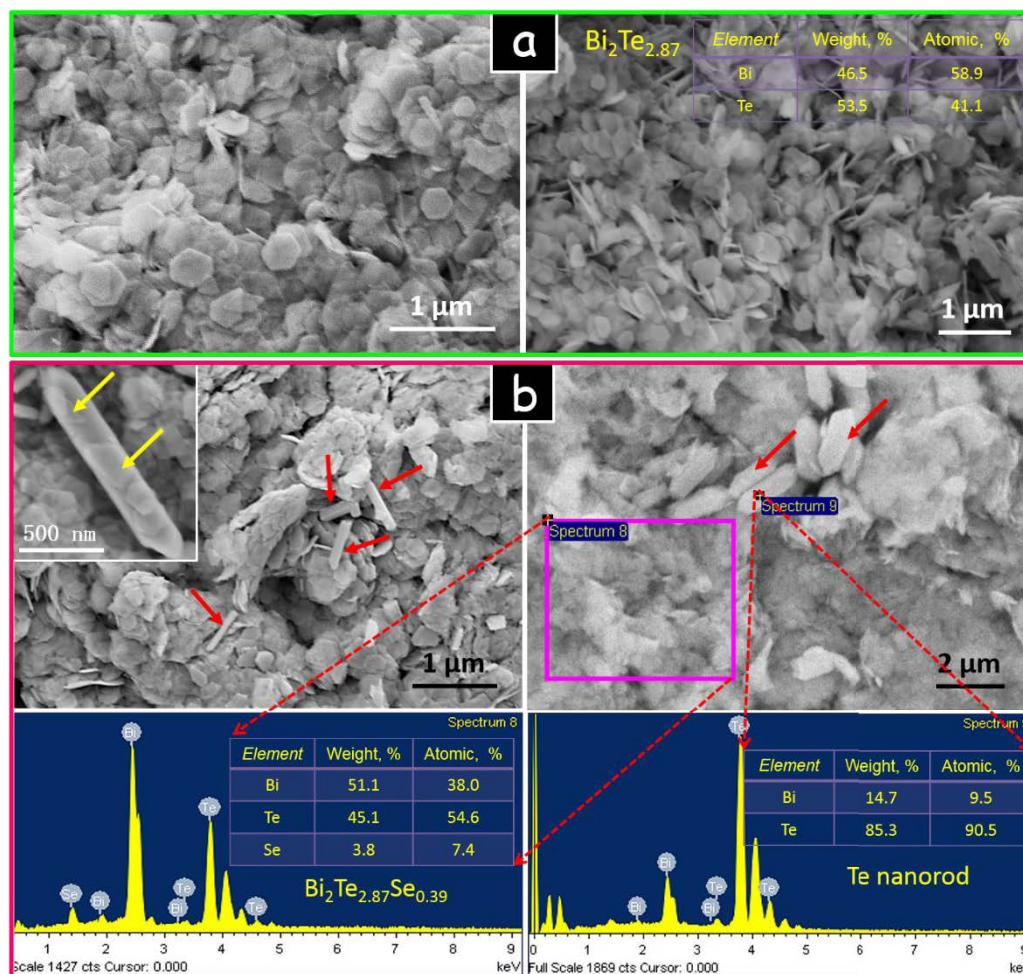 a
Bi2Te2.87
Element Weight, % Atomic, %
Bi 46.5 58.9
Te 53.5 41.1
1 µm
1 µm
b
500 nm
1 µm
Spectrum 8
Spectrum 9
2 µm
Spectrum 8
Element Weight, % Atomic, %
Bi 51.1 38.0
Te 45.1 54.6
Se 3.8 7.4
Bi2Te2.87Se0.39
Bi
Te
Se
Bi
Te
Bi
Te
1 2 3 4 5 6 7 8 9
Scale 1427 cts Cursor: 0.000 keV
Spectrum
Element Weight, % Atomic, %
Bi 14.7 9.5
Te 85.3 90.5
Te nanorod
Te
Bi
Bi
Te
Bi
Te
0 1 2 3 4 5 6 7 8 9
Full Scale 1869 cts Cursor: 0.000 ke